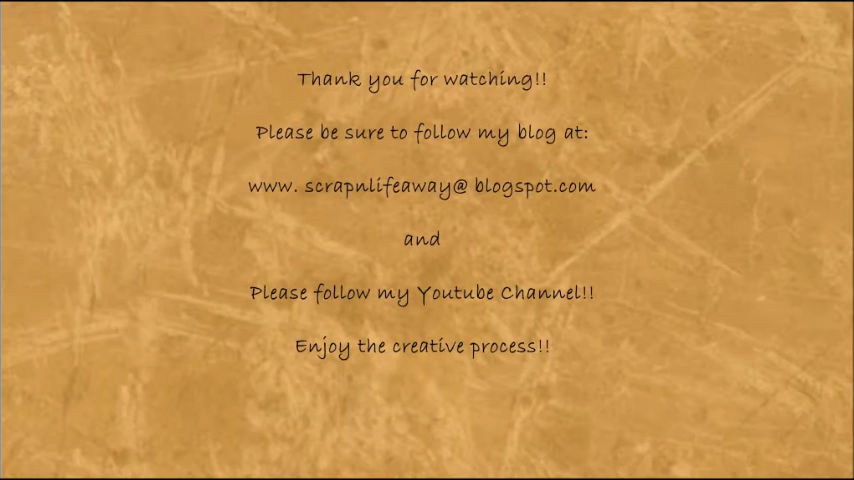 Thank you for watching!!
Please be sure to follow my blog at:
www. scrapnlifeaway@ blogspot.com
and
Please follow my Youtube Channel!!
Enjoy the creative process!!